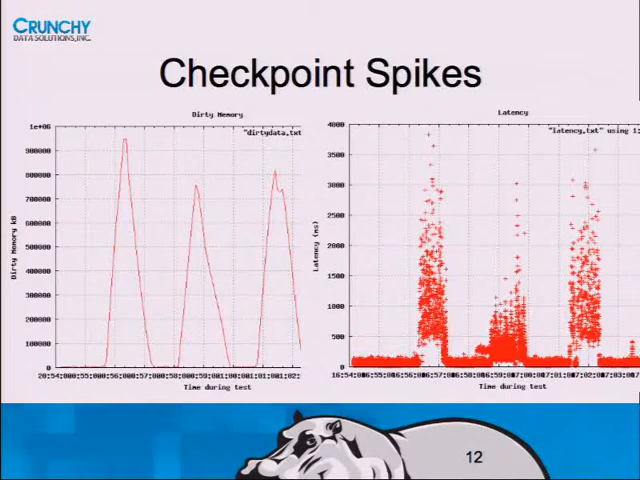 CRUNCHY
DATA SOLUTIONS, INC.
Checkpoint Spikes
Dirty Memory
"dirtydata.txt
1e+06
900000
800000
700000
600000
500000
400000
300000
200000
100000
0
Dirty Memory kB
Time during test
Latency
"latency.txt" using 1:
4000
3500
3000
2500
2000
1500
1000
500
0
Latency (ms)
Time during test
12